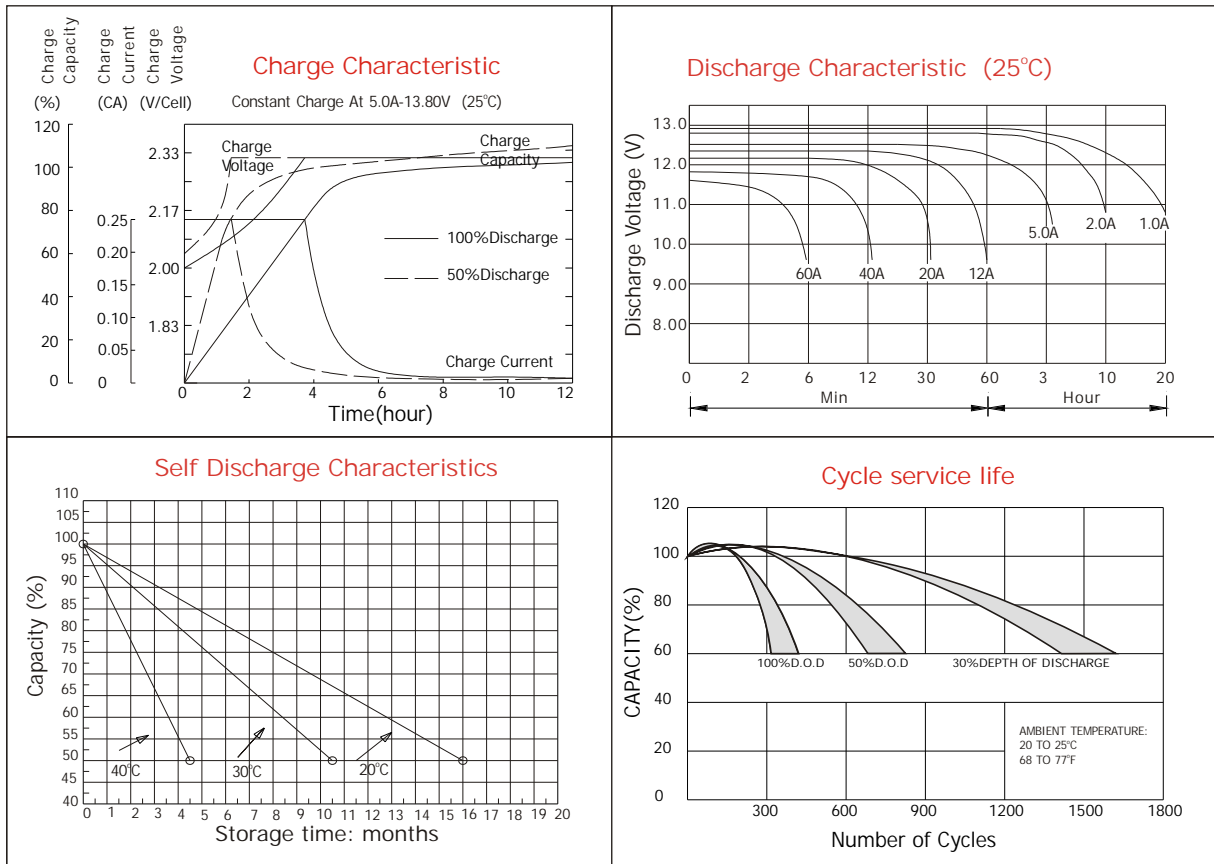 Charge Characteristic
Constant Charge At 5.0A-13.80V (25°C)
Charge Capacity
Charge Current
Charge Voltage
(%)
(CA)
(V/Cell)
120
100
80
60
40
20
0
0.25
0.20
0.15
0.10
0.05
0
2.33
2.17
2.00
1.83
Charge
Voltage
Charge
Capacity
100%Discharge
50%Discharge
Charge Current
0 2 4 6 8 10 12
Time(hour)
Discharge Characteristic (25°C)
Discharge Voltage (V)
13.0
12.0
11.0
10.0
9.00
8.00
60A 40A 20A 12A 5.0A 2.0A 1.0A
0 2 6 12 30 60 3 10 20
Min Hour
Self Discharge Characteristics
Capacity (%)
110
105
100
95
90
85
80
75
70
65
60
55
50
45
40
40°C 30°C 20°C
0 1 2 3 4 5 6 7 8 9 10 11 12 13 14 15 16 17 18 19 20
Storage time: months
Cycle service life
CAPACITY(%)
120
100
80
60
40
20
0
100%D.O.D 50%D.O.D 30%DEPTH OF DISCHARGE
AMBIENT TEMPERATURE:
20 TO 25°C
68 TO 77°F
300 600 900 1200 1500 1800
Number of Cycles